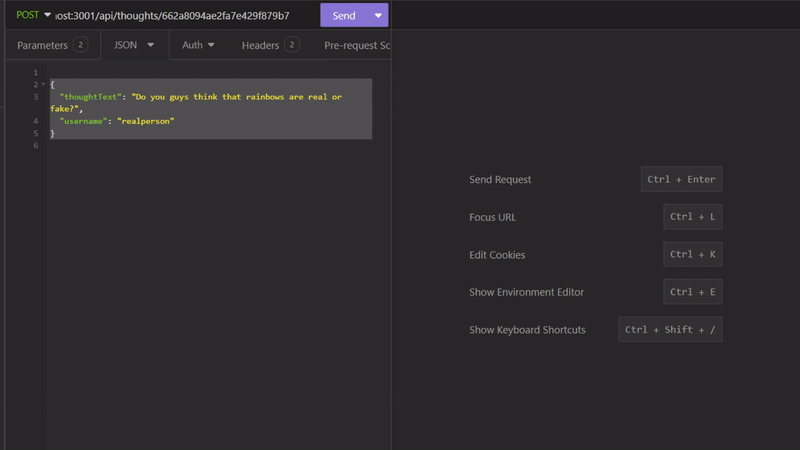 POST ost:3001/api/thoughts/662a8094ae2fa7e429f879b7 Send
Parameters 2 JSON Auth Headers 2 Pre-request Sc
1
2 {
3 "thoughtText": "Do you guys think that rainbows are real or
fake?",
4 "username": "realperson"
5 }
6
Send Request Ctrl + Enter
Focus URL Ctrl + L
Edit Cookies Ctrl + K
Show Environment Editor Ctrl + E
Show Keyboard Shortcuts Ctrl + Shift + /